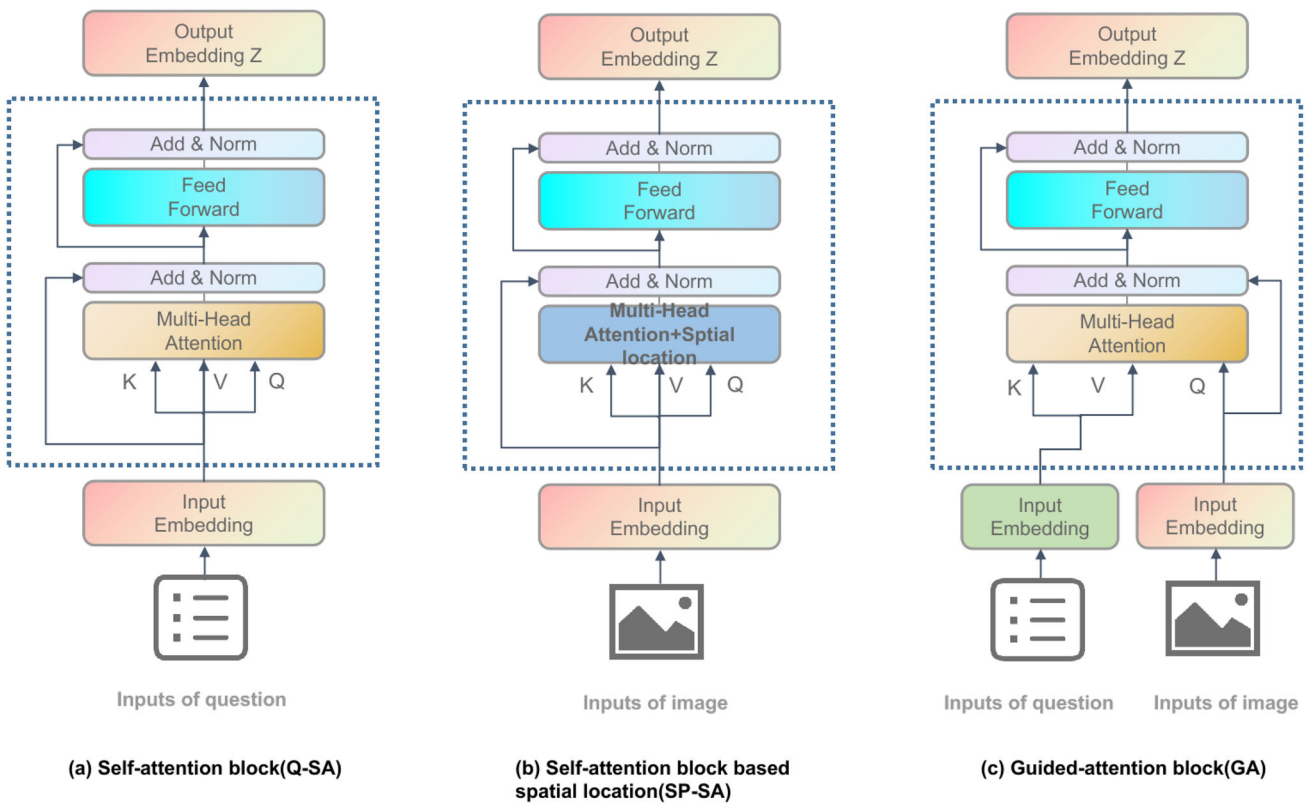 Output
Embedding Z
Add & Norm
Feed
Forward
Add & Norm
Multi-Head
Attention
K
V
Q
Input
Embedding
Inputs of question
(a) Self-attention block(Q-SA)
Output
Embedding Z
Add & Norm
Feed
Forward
Add & Norm
Multi-Head
Attention+Sptial
location
K
V
Q
Input
Embedding
Inputs of image
(b) Self-attention block based
spatial location(SP-SA)
Output
Embedding Z
Add & Norm
Feed
Forward
Add & Norm
Multi-Head
Attention
K
V
Q
Input
Embedding
Input
Embedding
Inputs of question
Inputs of image
(c) Guided-attention block(GA)